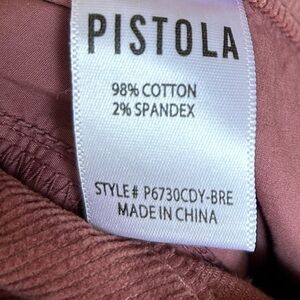 PISTOLA
98% COTTON
2% SPANDEX
STYLE# P6730CDY-BRE
MADE IN CHINA